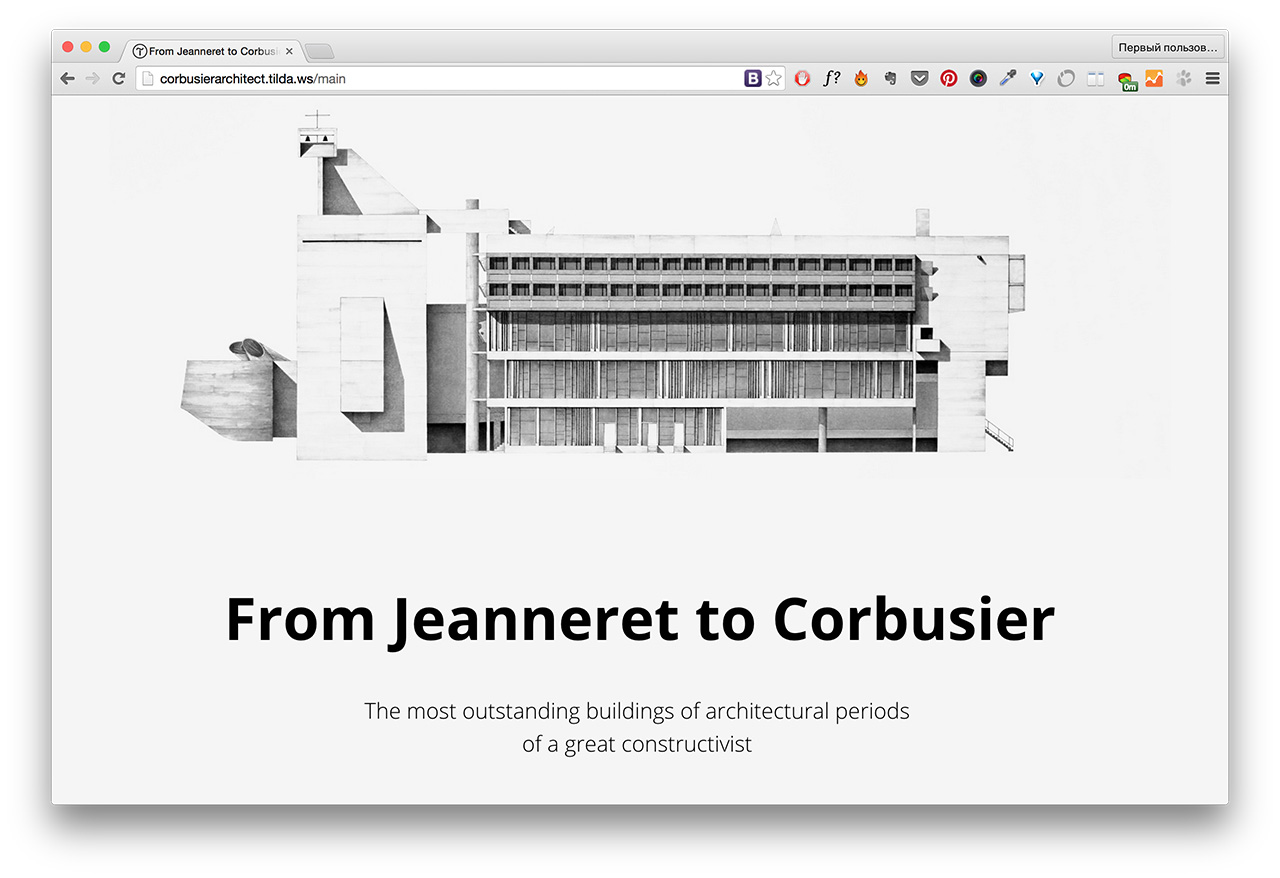 From Jeanneret to Corbus
Первый пользов...
corbusierarchitect.tilda.ws/main
B
f?
0m
From Jeanneret to Corbusier
The most outstanding buildings of architectural periods
of a great constructivist